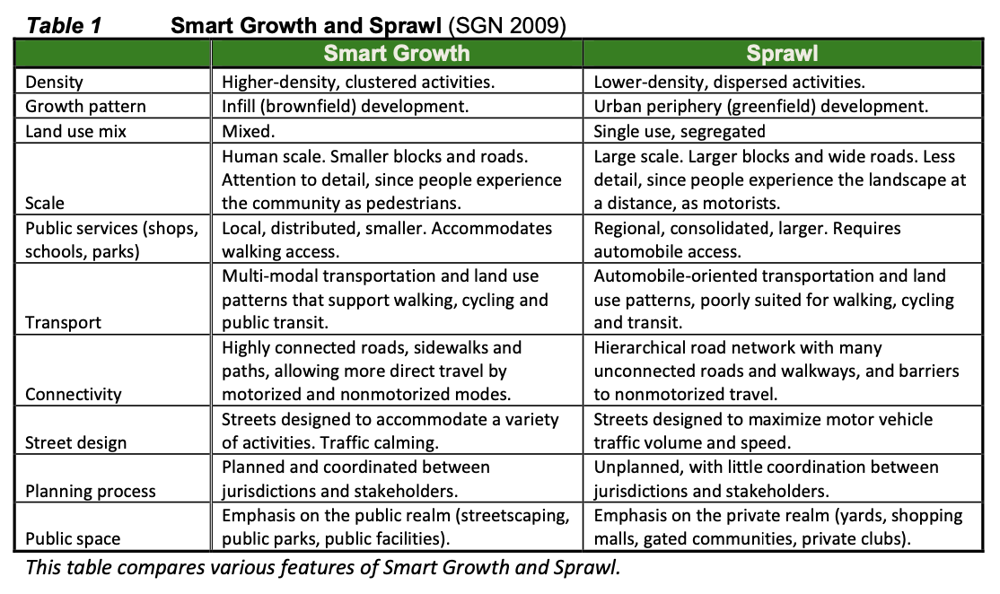 Table 1 Smart Growth and Sprawl (SGN 2009)
Smart Growth Sprawl
Density Higher-density, clustered activities. Lower-density, dispersed activities.
Growth pattern Infill (brownfield) development. Urban periphery (greenfield) development.
Land use mix Mixed. Single use, segregated
Scale
Human scale. Smaller blocks and roads.
Attention to detail, since people experience
the community as pedestrians.
Large scale. Larger blocks and wide roads. Less
detail, since people experience the landscape at
a distance, as motorists.
Public services (shops,
schools, parks)
Local, distributed, smaller. Accommodates
walking access.
Regional, consolidated, larger. Requires
automobile access.
Transport
Multi-modal transportation and land use
patterns that support walking, cycling and
public transit.
Automobile-oriented transportation and land
use patterns, poorly suited for walking, cycling
and transit.
Connectivity
Highly connected roads, sidewalks and
paths, allowing more direct travel by
motorized and nonmotorized modes.
Hierarchical road network with many
unconnected roads and walkways, and barriers
to nonmotorized travel.
Street design
Streets designed to accommodate a variety
of activities. Traffic calming.
Streets designed to maximize motor vehicle
traffic volume and speed.
Planning process
Planned and coordinated between
jurisdictions and stakeholders.
Unplanned, with little coordination between
jurisdictions and stakeholders.
Public space
Emphasis on the public realm (streetscaping,
public parks, public facilities).
Emphasis on the private realm (yards, shopping
malls, gated communities, private clubs).
This table compares various features of Smart Growth and Sprawl.